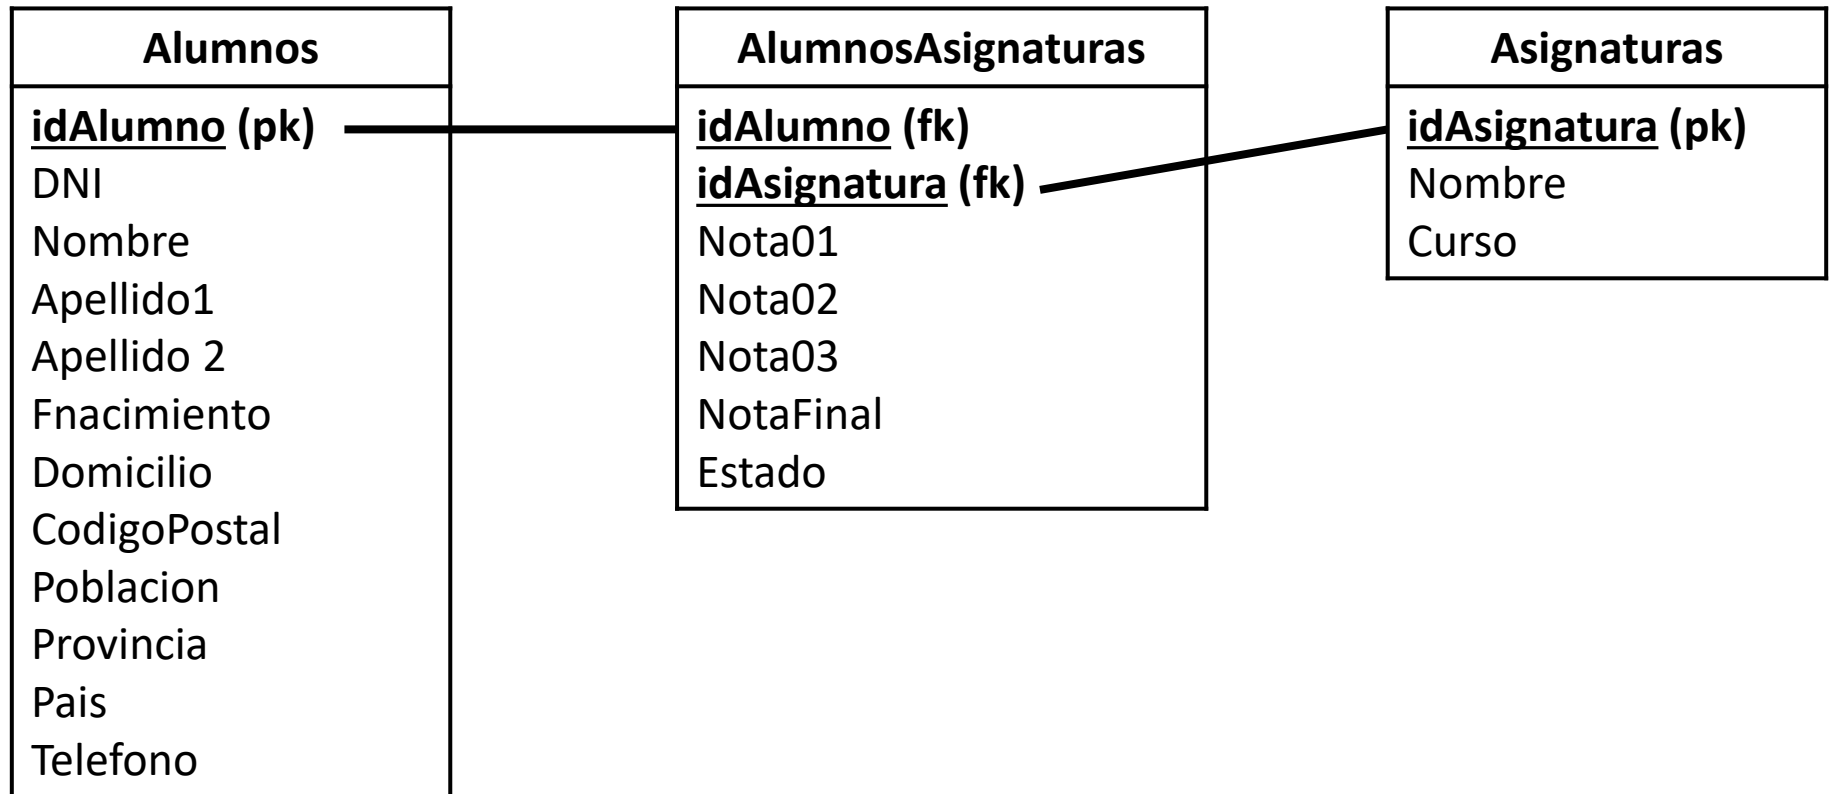 Alumnos
idAlumno (pk)
DNI
Nombre
Apellido1
Apellido 2
Fnacimiento
Domicilio
CodigoPostal
Poblacion
Provincia
Pais
Telefono
AlumnosAsignaturas
idAlumno (fk)
idAsignatura (fk)
Nota01
Nota02
Nota03
NotaFinal
Estado
Asignaturas
idAsignatura (pk)
Nombre
Curso